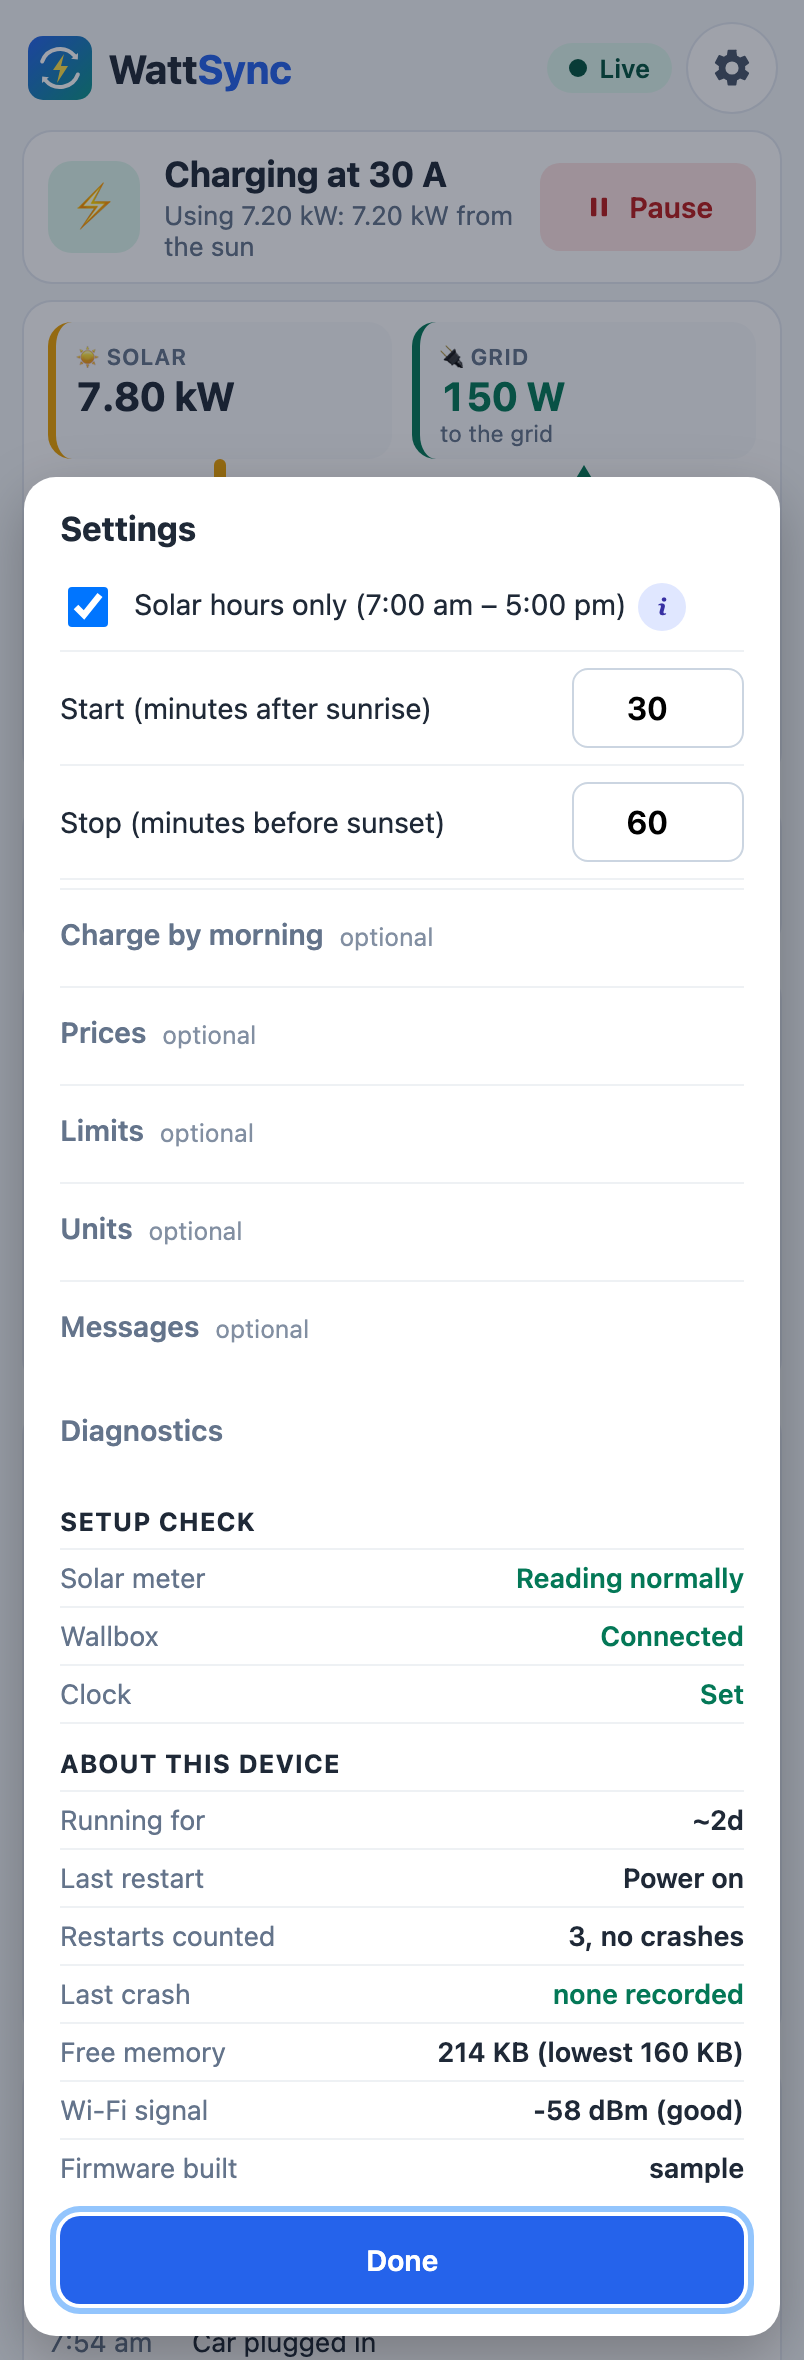 WattSync
Live
Charging at 30 A
Using 7.20 kW: 7.20 kW from
the sun
Pause
SOLAR
7.80 kW
GRID
150 W
to the grid
Settings
Solar hours only (7:00 am – 5:00 pm)
i
Start (minutes after sunrise)
30
Stop (minutes before sunset)
60
Charge by morning optional
Prices optional
Limits optional
Units optional
Messages optional
Diagnostics
SETUP CHECK
Solar meter Reading normally
Wallbox Connected
Clock Set
ABOUT THIS DEVICE
Running for ~2d
Last restart Power on
Restarts counted 3, no crashes
Last crash none recorded
Free memory 214 KB (lowest 160 KB)
Wi-Fi signal -58 dBm (good)
Firmware built sample
Done
7:54 am Car plugged in